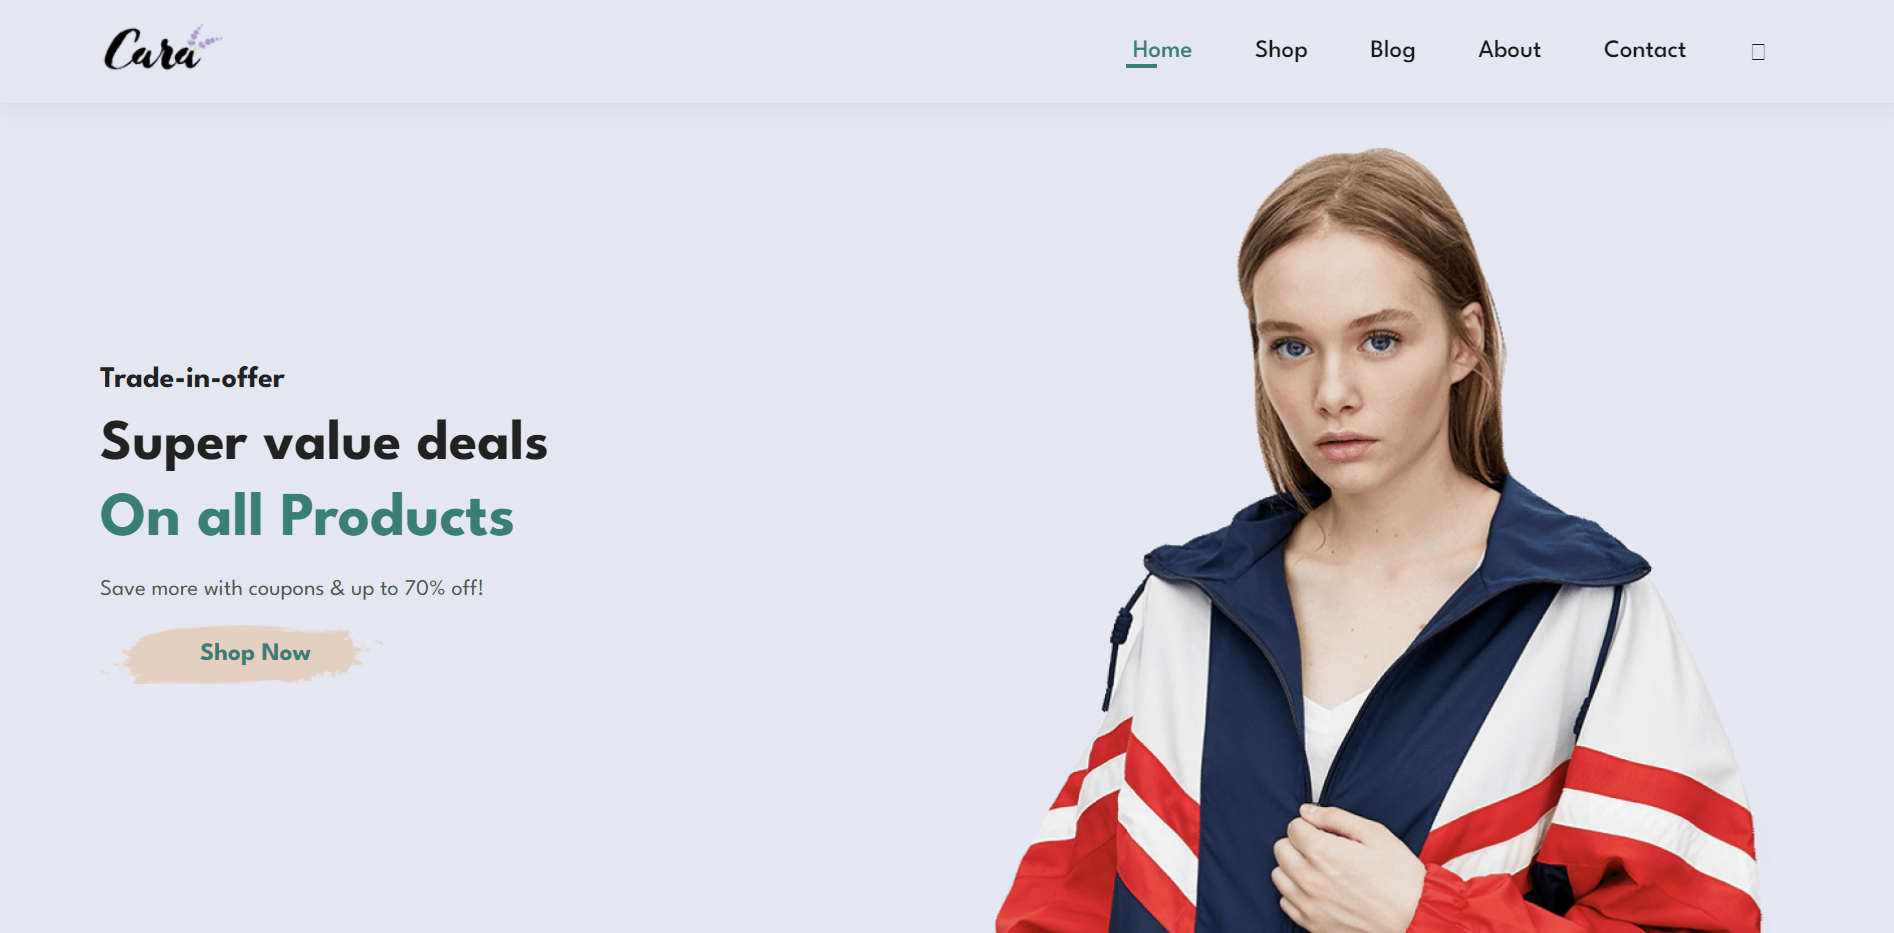 Cara
Home Shop Blog About Contact
Trade-in-offer
Super value deals
On all Products
Save more with coupons & up to 70% off!
Shop Now